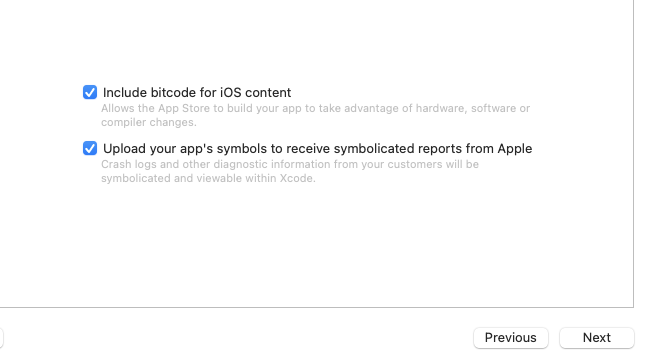 Include bitcode for iOS content
Allows the App Store to build your app to take advantage of hardware, software or
compiler changes.
Upload your app's symbols to receive symbolicated reports from Apple
Crash logs and other diagnostic information from your customers will be
symbolicated and viewable within Xcode.
Previous
Next